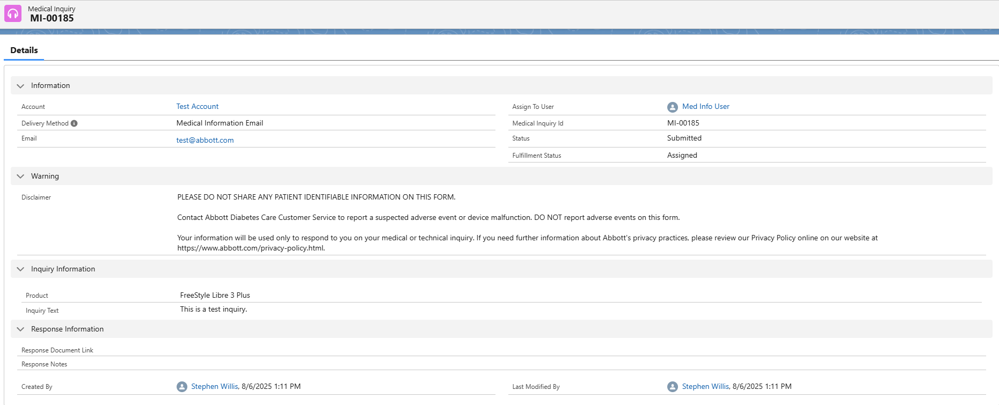 Medical Inquiry
MI-00185
Details
Information
Account Test Account Assign To User Med Info User
Delivery Method Medical Information Email Medical Inquiry Id MI-00185
Email test@abbott.com Status Submitted
Fulfillment Status Assigned
Warning
Disclaimer PLEASE DO NOT SHARE ANY PATIENT IDENTIFIABLE INFORMATION ON THIS FORM.
Contact Abbott Diabetes Care Customer Service to report a suspected adverse event or device malfunction. DO NOT report adverse events on this form.
Your information will be used only to respond to you on your medical or technical inquiry. If you need further information about Abbott's privacy practices, please review our Privacy Policy online on our website at
https://www.abbott.com/privacy-policy.html.
Inquiry Information
Product FreeStyle Libre 3 Plus
Inquiry Text This is a test inquiry.
Response Information
Response Document Link
Response Notes
Created By Stephen Willis, 8/6/2025 1:11 PM Last Modified By Stephen Willis, 8/6/2025 1:11 PM